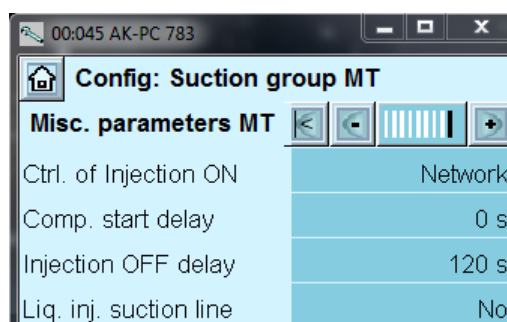 00:045 AK-PC 783
Config: Suction group MT
Misc. parameters MT
Ctrl. of Injection ON Network
Comp. start delay 0 s
Injection OFF delay 120 s
Liq. inj. suction line No